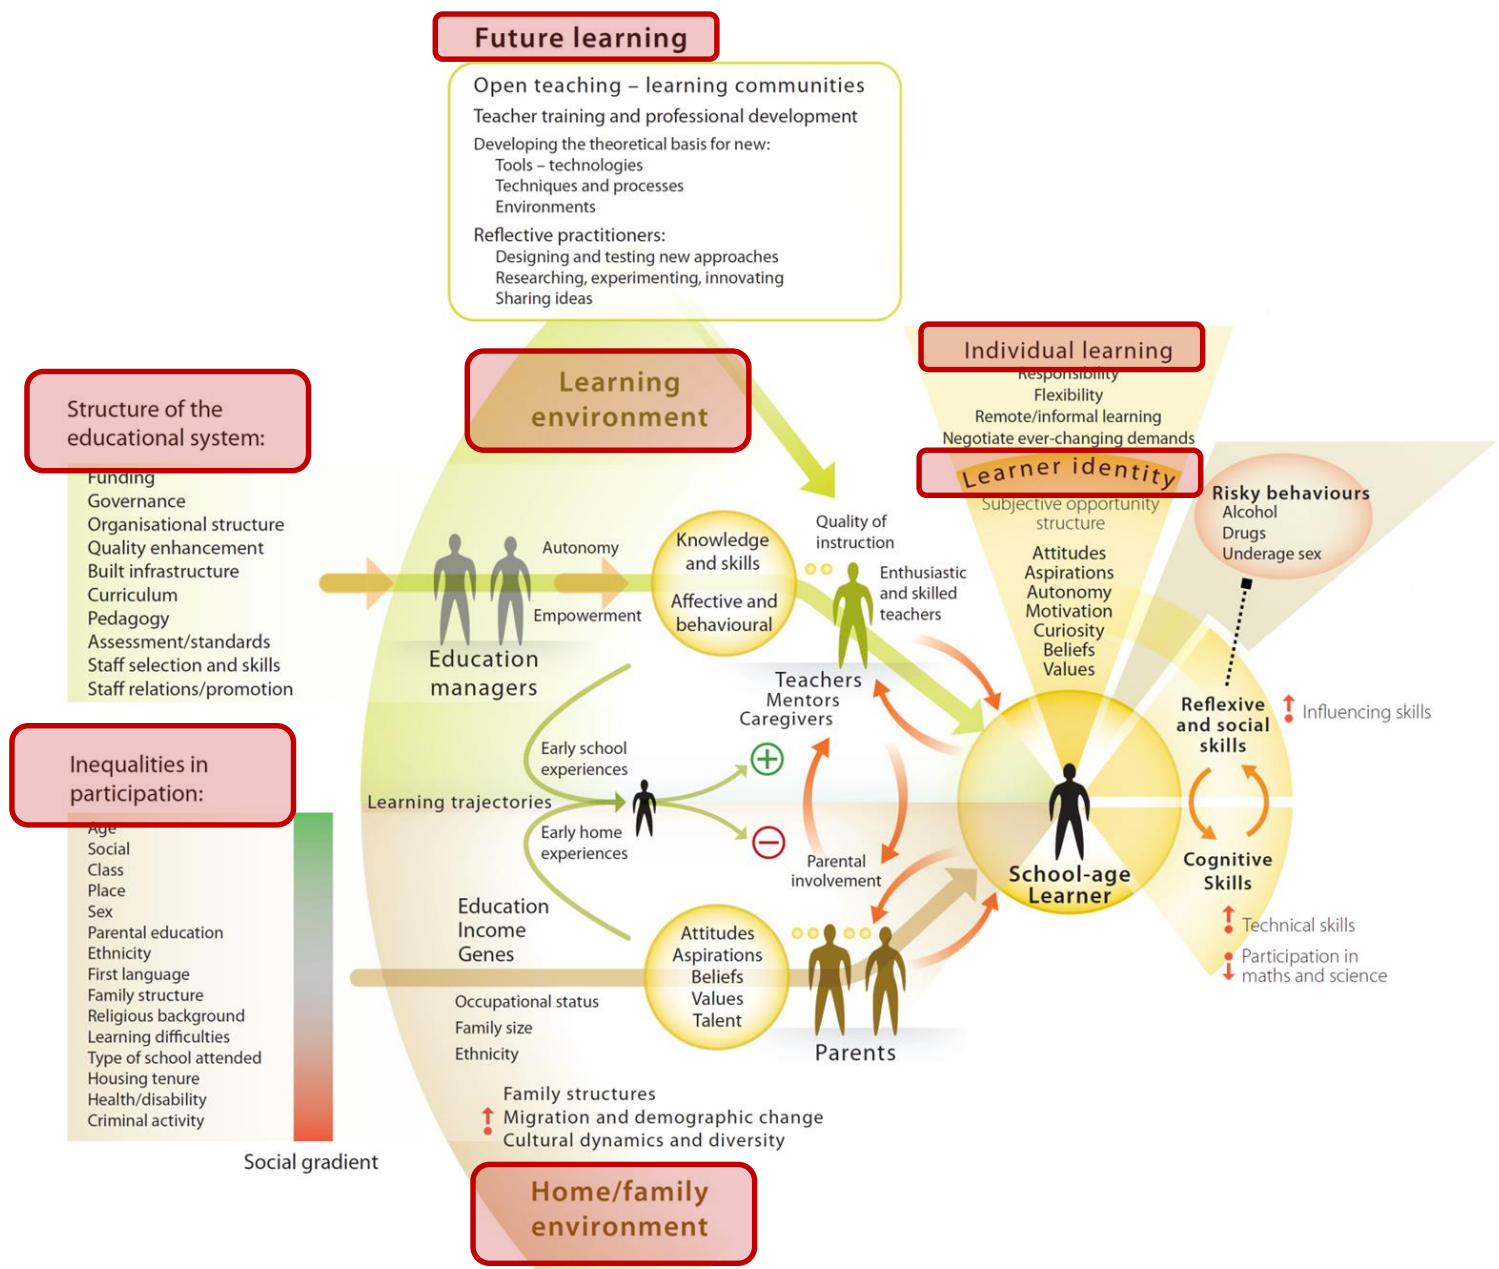 Future learning
Open teaching – learning communities
Teacher training and professional development
Developing the theoretical basis for new:
Tools – technologies
Techniques and processes
Environments
Reflective practitioners:
Designing and testing new approaches
Researching, experimenting, innovating
Sharing ideas
Learning
environment
Individual learning
Responsibility
Flexibility
Remote/informal learning
Negotiate ever-changing demands
Learner identity
Subjective opportunity
structure
Attitudes
Aspirations
Autonomy
Motivation
Curiosity
Beliefs
Values
Risky behaviours
Alcohol
Drugs
Underage sex
Structure of the
educational system:
Funding
Governance
Organisational structure
Quality enhancement
Built infrastructure
Curriculum
Pedagogy
Assessment/standards
Staff selection and skills
Staff relations/promotion
Education
managers
Autonomy
Empowerment
Knowledge
and skills
Affective and
behavioural
Quality of
instruction
Enthusiastic
and skilled
teachers
Teachers
Mentors
Caregivers
Reflexive
and social
skills
Influencing skills
Inequalities in
participation:
Age
Social
Class
Place
Sex
Parental education
Ethnicity
First language
Family structure
Religious background
Learning difficulties
Type of school attended
Housing tenure
Health/disability
Criminal activity
Social gradient
Learning trajectories
Early school
experiences
Early home
experiences
Parental
involvement
School-age
Learner
Cognitive
Skills
Technical skills
Participation in
maths and science
Education
Income
Genes
Occupational status
Family size
Ethnicity
Attitudes
Aspirations
Beliefs
Values
Talent
Parents
Family structures
Migration and demographic change
Cultural dynamics and diversity
Home/family
environment